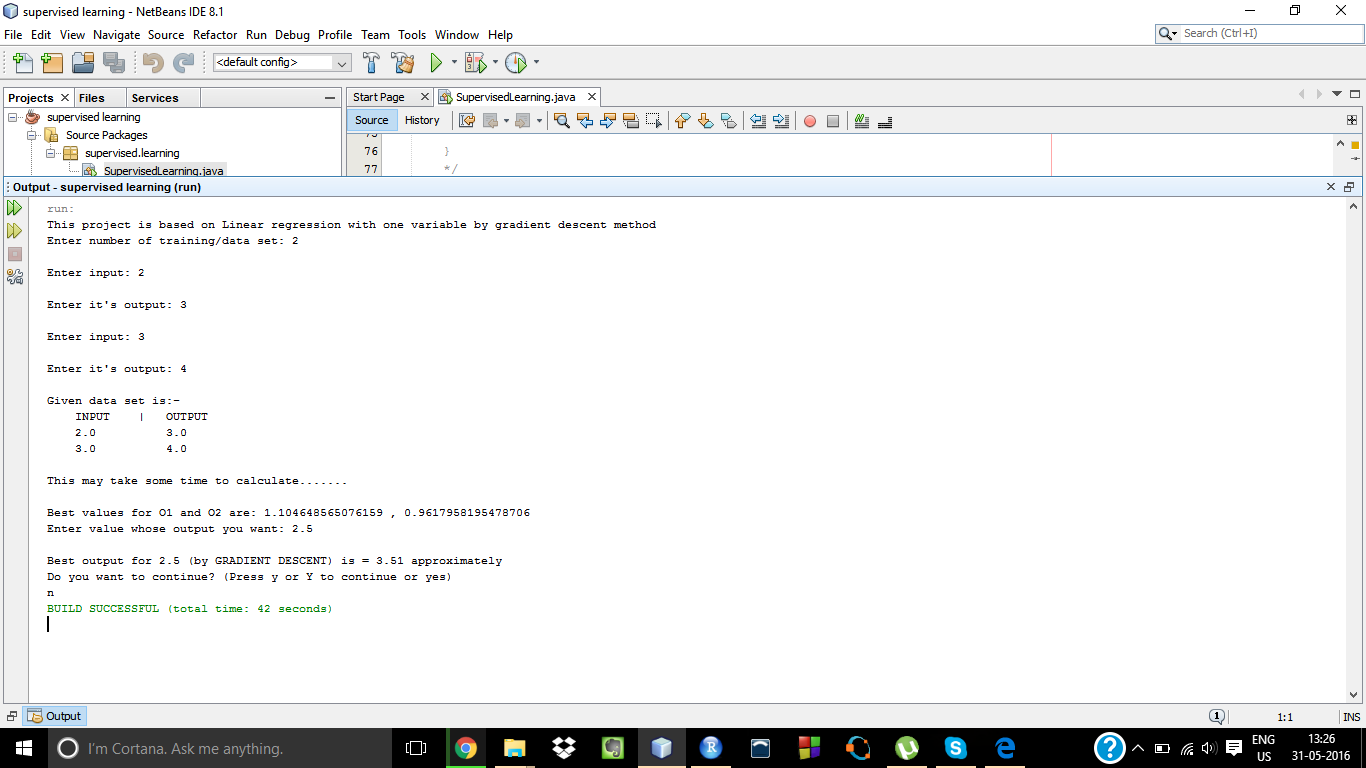 supervised learning - NetBeans IDE 8.1
File Edit View Navigate Source Refactor Run Debug Profile Team Tools Window Help
Search (Ctrl+I)
<default config>
Projects Files Services
Start Page SupervisedLearning.java
supervised learning
Source History
Source Packages
supervised.learning
SupervisedLearning.java
75
76 }
77 */
Output - supervised learning (run)
run:
This project is based on Linear regression with one variable by gradient descent method
Enter number of training/data set: 2
Enter input: 2
Enter it's output: 3
Enter input: 3
Enter it's output: 4
Given data set is:-
INPUT | OUTPUT
2.0 3.0
3.0 4.0
This may take some time to calculate.......
Best values for O1 and O2 are: 1.104648565076159 , 0.9617958195478706
Enter value whose output you want: 2.5
Best output for 2.5 (by GRADIENT DESCENT) is = 3.51 approximately
Do you want to continue? (Press y or Y to continue or yes)
n
BUILD SUCCESSFUL (total time: 42 seconds)
Output
1
1:1
INS
I'm Cortana. Ask me anything.
ENG
US
13:26
31-05-2016